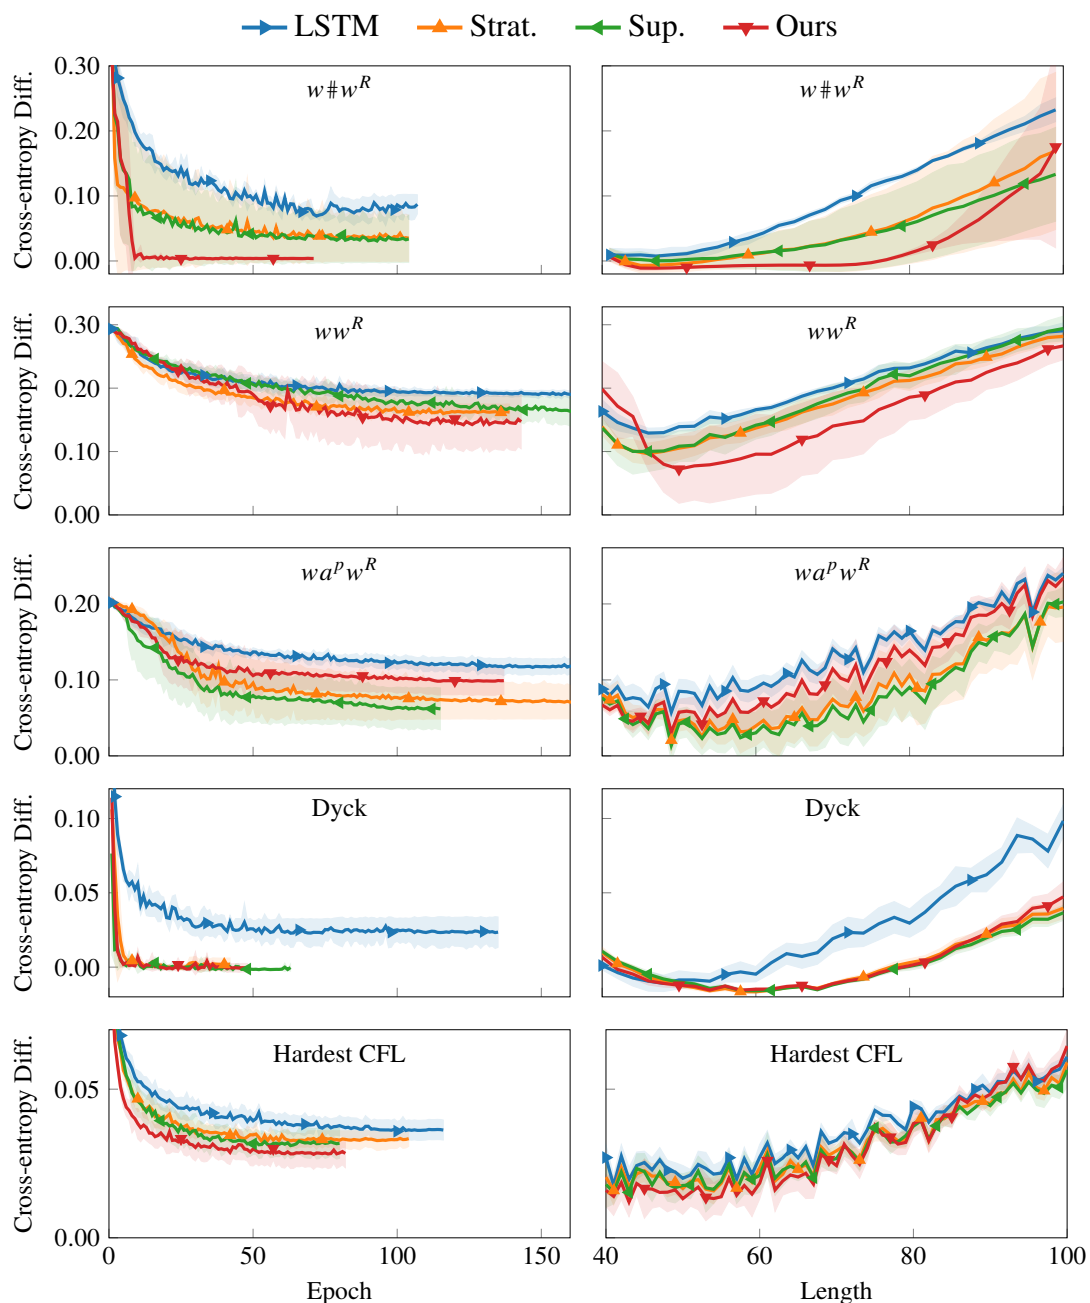 LSTM Strat. Sup. Ours
Cross-entropy Diff.
0.30
0.20
0.10
0.00
w#w^R
w#w^R
Cross-entropy Diff.
0.30
0.20
0.10
0.00
ww^R
ww^R
Cross-entropy Diff.
0.20
0.10
0.00
wa^pw^R
wa^pw^R
Cross-entropy Diff.
0.10
0.05
0.00
Dyck
Dyck
Cross-entropy Diff.
0.05
0.00
Hardest CFL
Hardest CFL
0 50 100 150
40 60 80 100
Epoch
Length